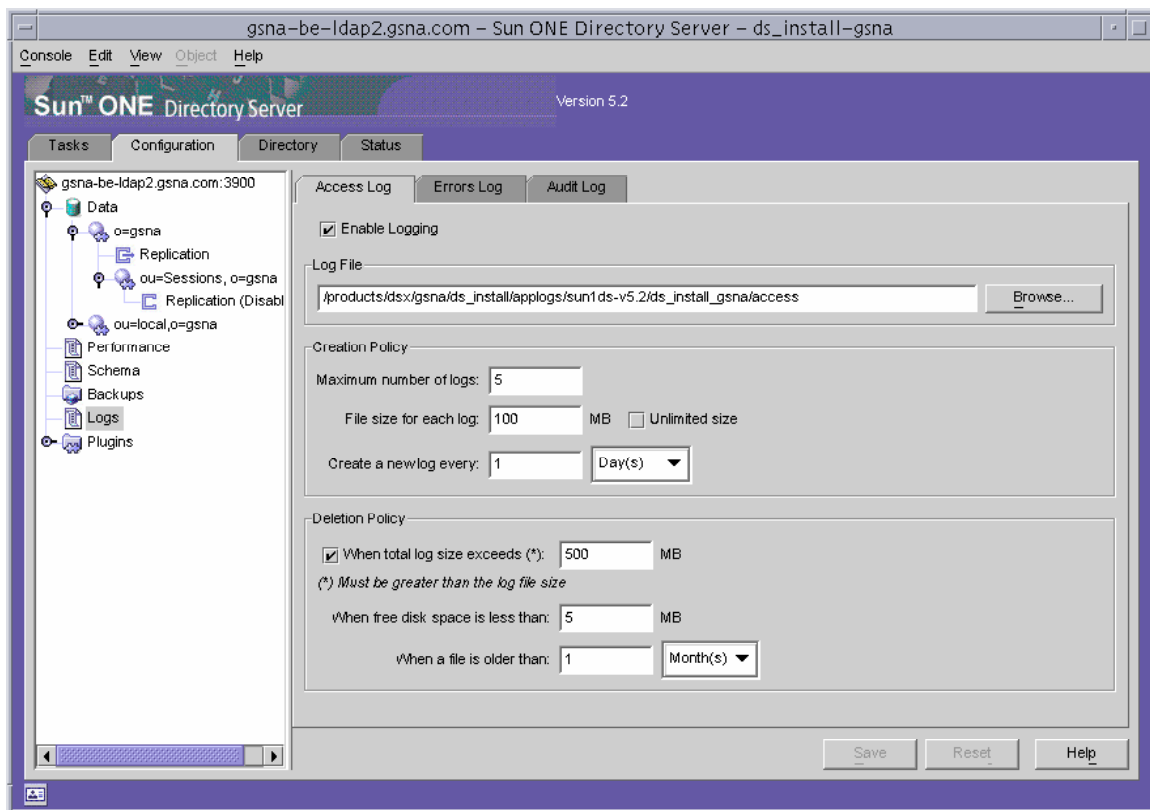 gsna-be-ldap2.gsna.com - Sun ONE Directory Server - ds_install-gsna
Console Edit View Object Help
Sun™ ONE Directory Server
Version 5.2
Tasks Configuration Directory Status
gsna-be-ldap2.gsna.com:3900
Data
o=gsna
Replication
ou=Sessions, o=gsna
Replication (Disabl
ou=local,o=gsna
Performance
Schema
Backups
Logs
Plugins
Access Log Errors Log Audit Log
Enable Logging
Log File
/products/dsx/gsna/ds_install/applogs/sun1ds-v5.2/ds_install_gsna/access Browse...
Creation Policy
Maximum number of logs: 5
File size for each log: 100 MB Unlimited size
Create a new log every: 1 Day(s)
Deletion Policy
When total log size exceeds (*): 500 MB
(*) Must be greater than the log file size
When free disk space is less than: 5 MB
When a file is older than: 1 Month(s)
Save Reset Help